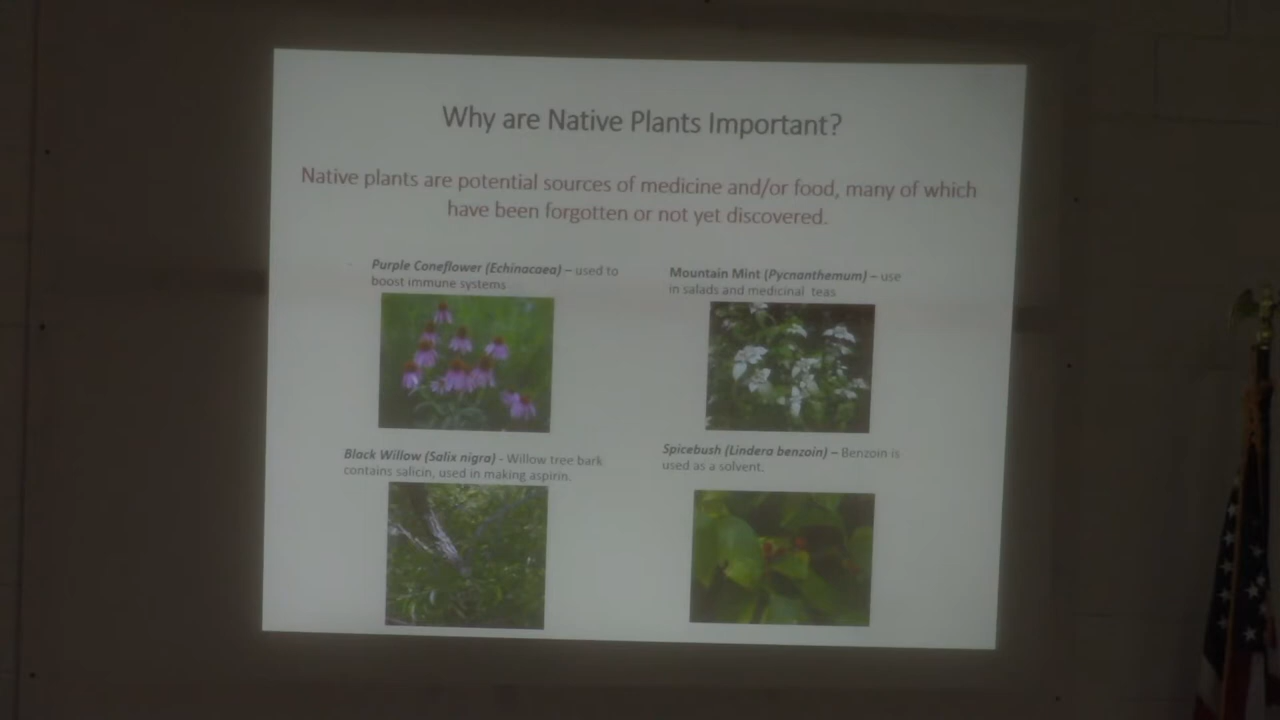 Why are Native Plants Important?
Native plants are potential sources of medicine and/or food, many of which
have been forgotten or not yet discovered.
Purple Coneflower (Echinacaea) – used to
boost immune systems
Mountain Mint (Pycnanthemum) – use
in salads and medicinal teas
Black Willow (Salix nigra) - Willow tree bark
contains salicin, used in making aspirin.
Spicebush (Lindera benzoin) – Benzoin is
used as a solvent.